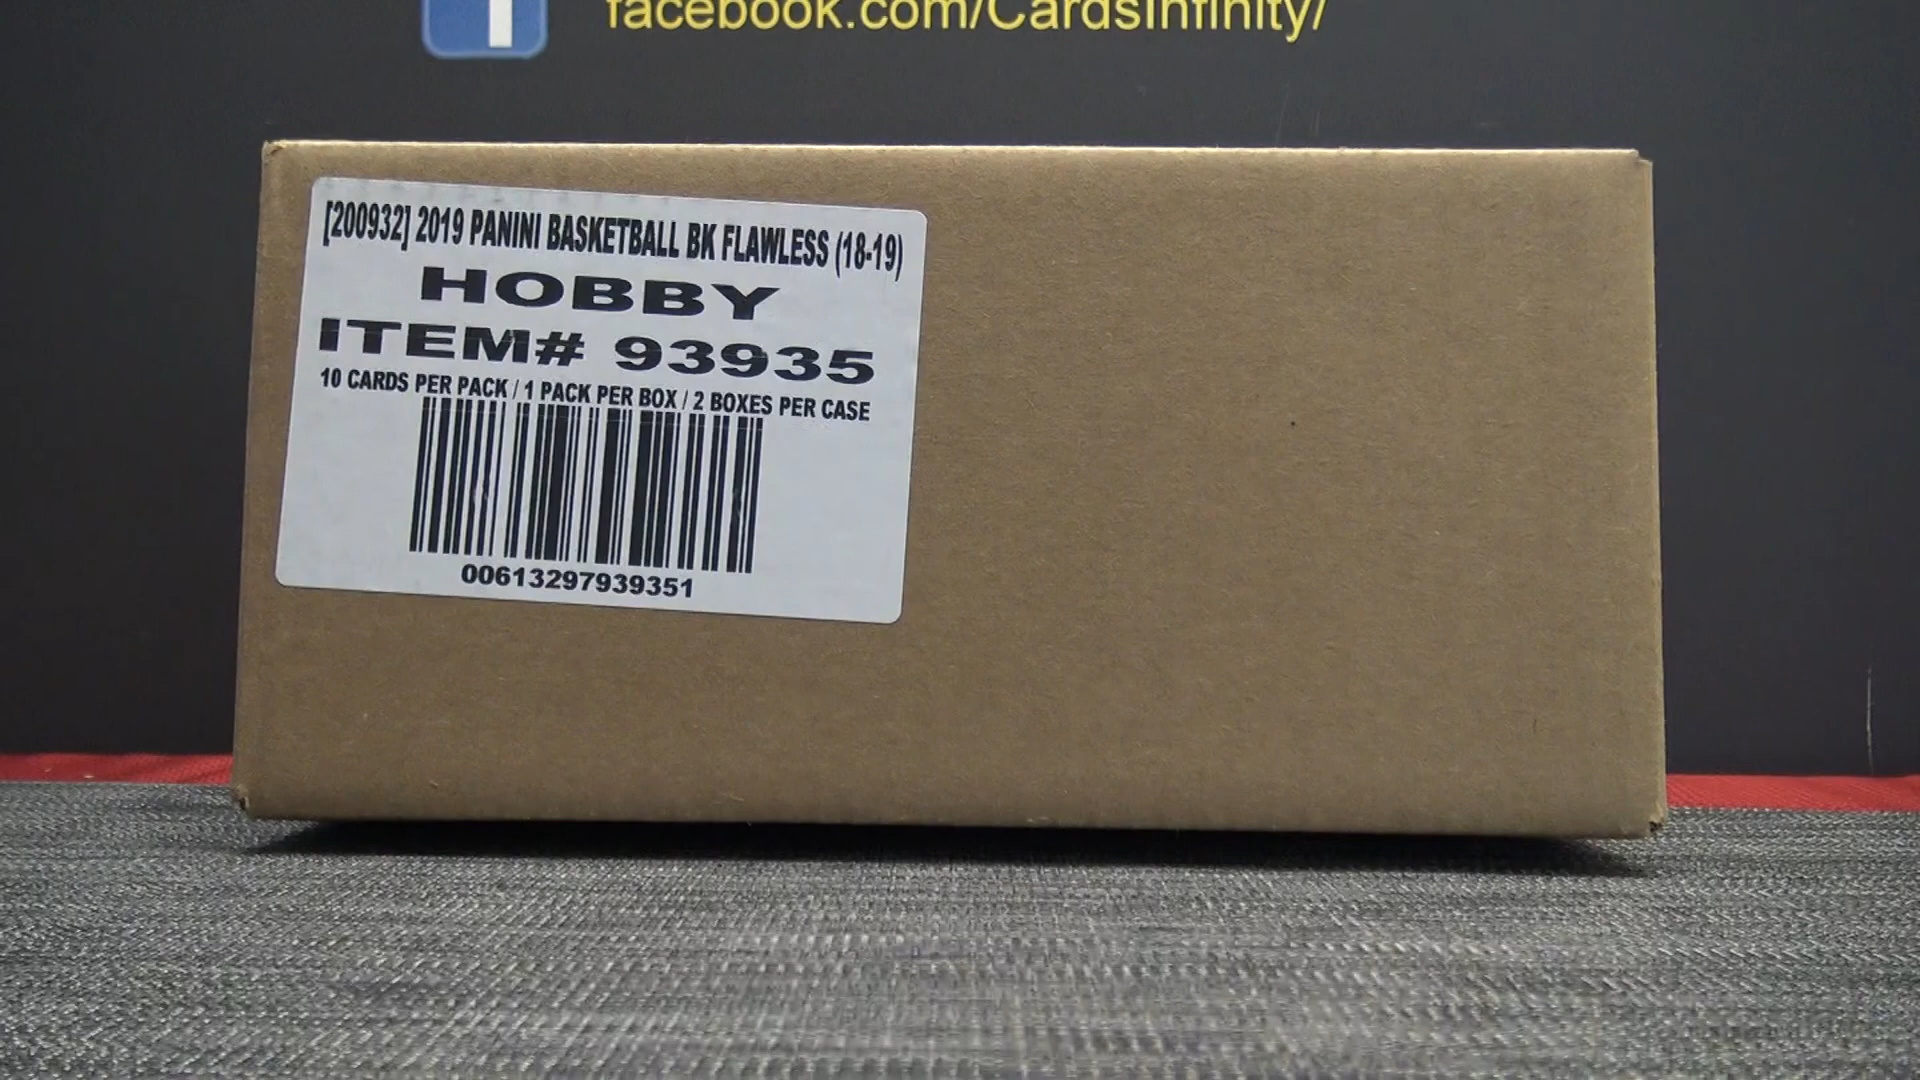 facebook.com/CardsInfinity/
[200932] 2019 PANINI BASKETBALL BK FLAWLESS (18-19)
HOBBY
ITEM# 93935
10 CARDS PER PACK / 1 PACK PER BOX / 2 BOXES PER CASE
00613297939351